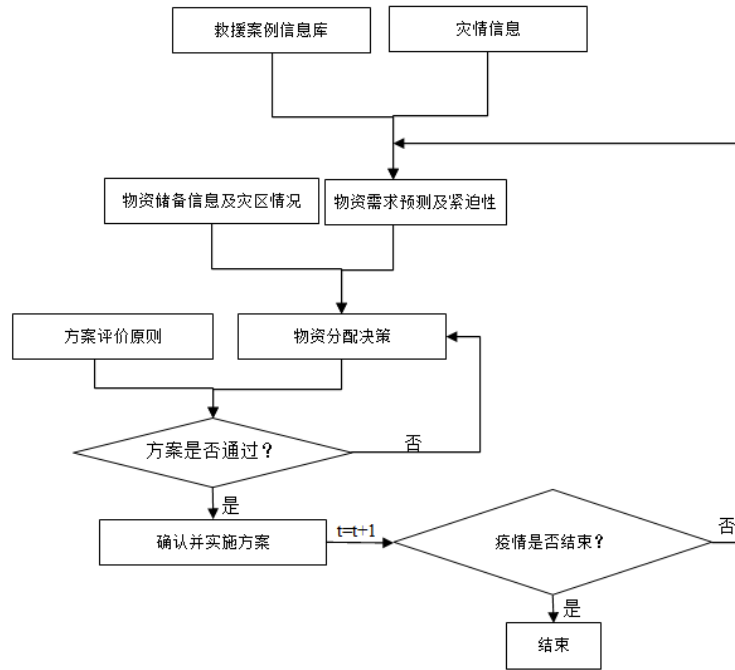 救援案例信息库
灾情信息
物资储备信息及灾区情况
物资需求预测及紧迫性
方案评价原则
物资分配决策
方案是否通过？
否
是
确认并实施方案
t=t+1
疫情是否结束？
否
是
结束